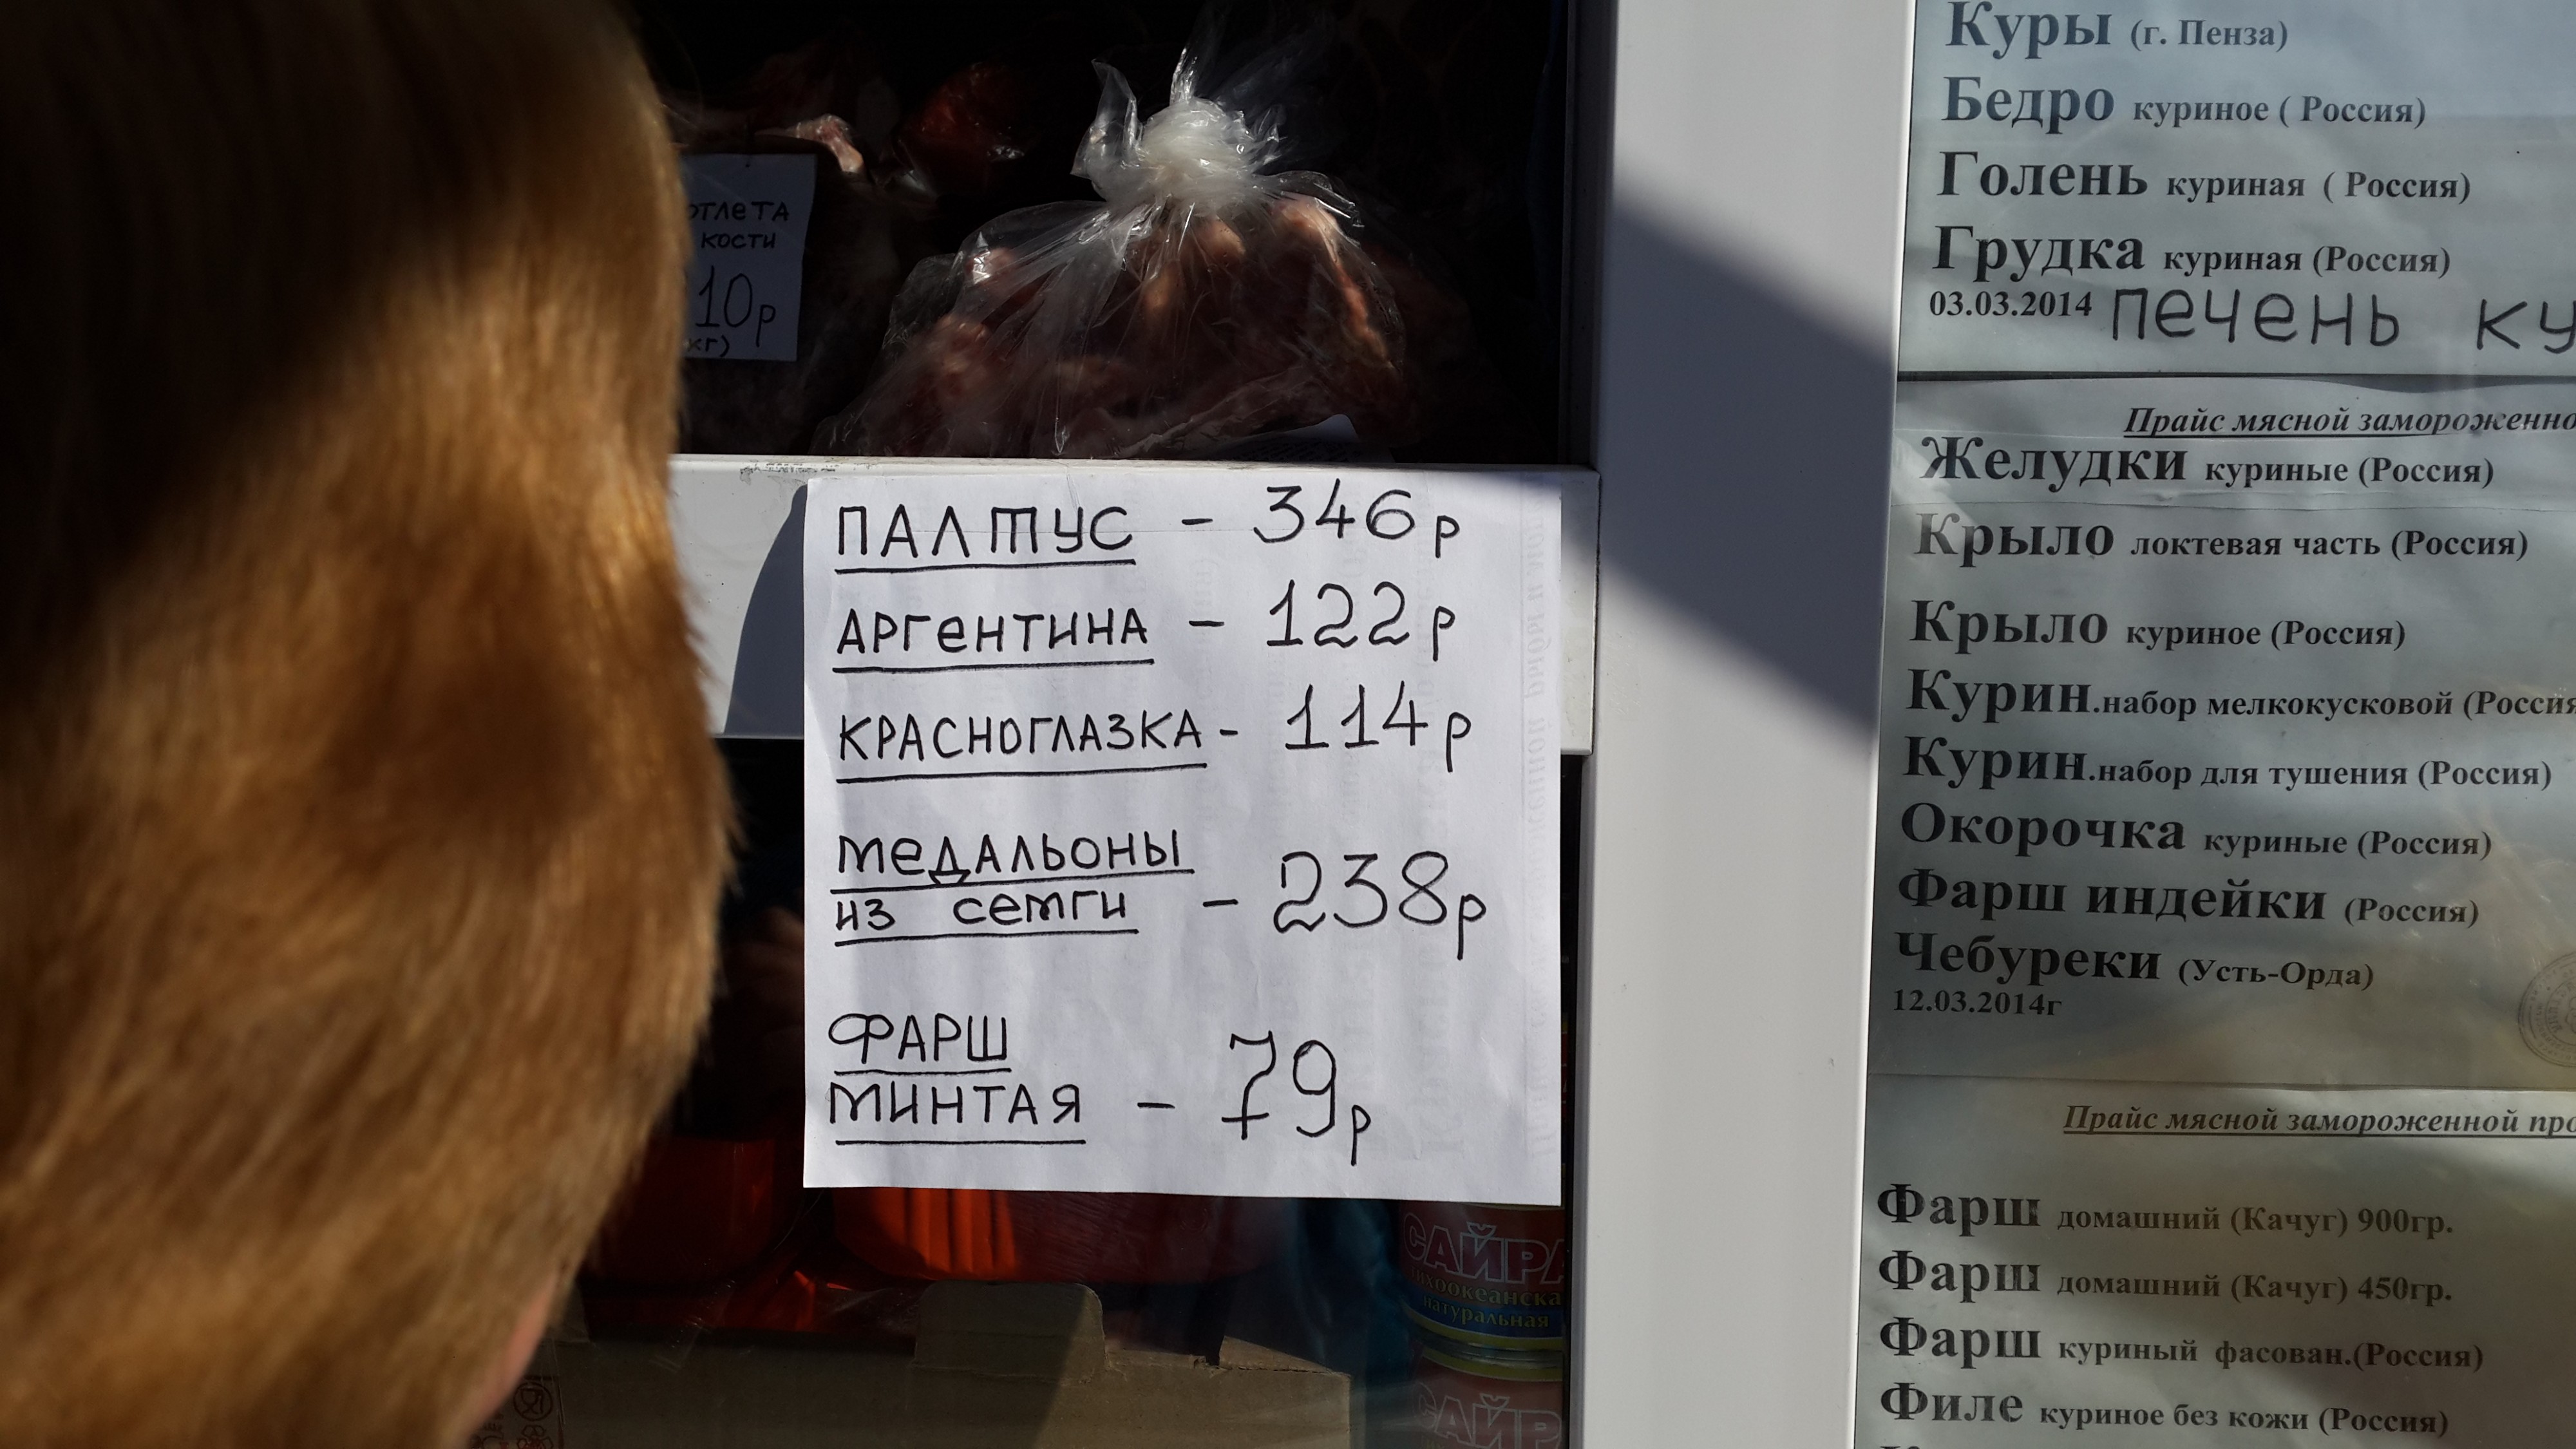 КОСТИ
10р
ПАЛТУС - 346р
АРГЕНТИНА - 122р
КРАСНОГЛАЗКА - 114р
МЕДАЛЬОНЫ
ИЗ СЕМГИ - 238р
ФАРШ
МИНТАЯ - 79р
САЙРА
натуральная
Куры (г. Пенза)
Бедро куриное ( Россия)
Голень куриная ( Россия)
Грудка куриная (Россия)
03.03.2014 ПЕЧЕНЬ КУ
Прайс мясной замороженно
Желудки куриные (Россия)
Крыло локтевая часть (Россия)
Крыло куриное (Россия)
Курин.набор мелкокусковой (Россия
Курин.набор для тушения (Россия)
Окорочка куриные (Россия)
Фарш индейки (Россия)
Чебуреки (Усть-Орда)
12.03.2014г
Прайс мясной замороженной про
Фарш домашний (Качуг) 900гр.
Фарш домашний (Качуг) 450гр.
Фарш куриный фасован.(Россия)
Филе куриное без кожи (Россия)